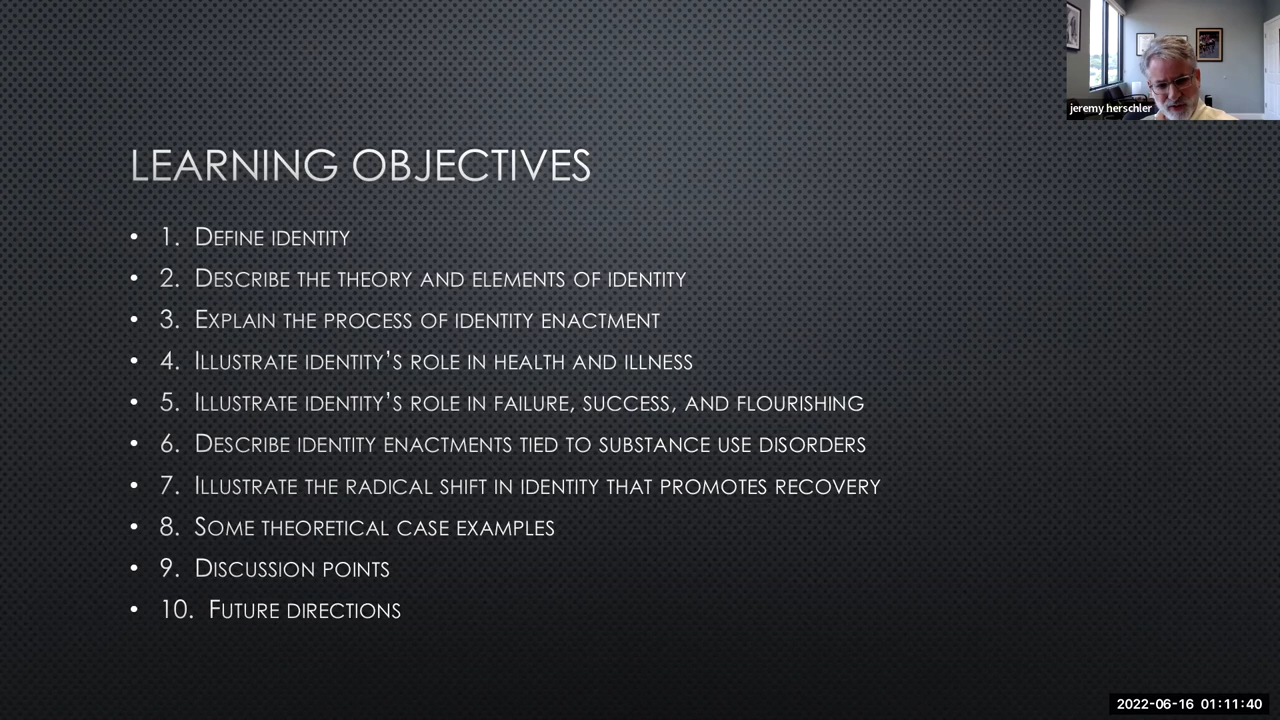 jeremy herschler
LEARNING OBJECTIVES
• 1. DEFINE IDENTITY
• 2. DESCRIBE THE THEORY AND ELEMENTS OF IDENTITY
• 3. EXPLAIN THE PROCESS OF IDENTITY ENACTMENT
• 4. ILLUSTRATE IDENTITY’S ROLE IN HEALTH AND ILLNESS
• 5. ILLUSTRATE IDENTITY’S ROLE IN FAILURE, SUCCESS, AND FLOURISHING
• 6. DESCRIBE IDENTITY ENACTMENTS TIED TO SUBSTANCE USE DISORDERS
• 7. ILLUSTRATE THE RADICAL SHIFT IN IDENTITY THAT PROMOTES RECOVERY
• 8. SOME THEORETICAL CASE EXAMPLES
• 9. DISCUSSION POINTS
• 10. FUTURE DIRECTIONS
2022-06-16 01:11:40